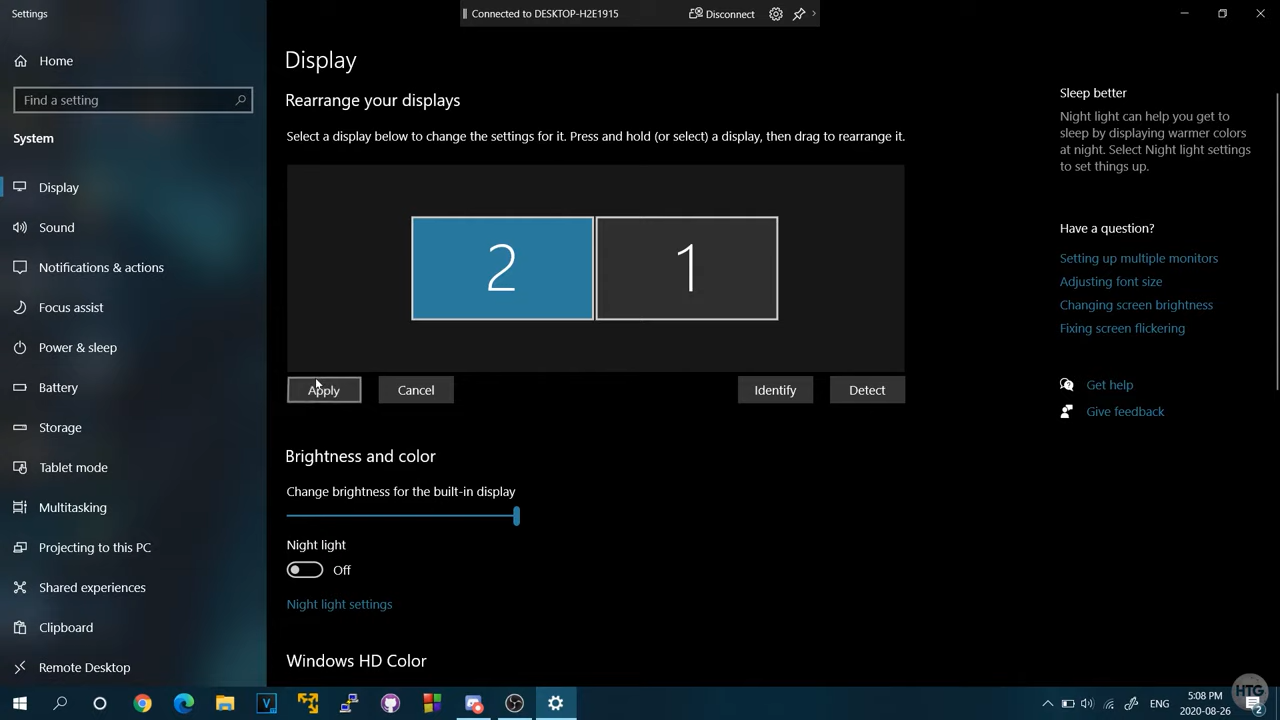 Settings
Connected to DESKTOP-H2E1915
Disconnect
Home
Find a setting
System
Display
Sound
Notifications & actions
Focus assist
Power & sleep
Battery
Storage
Tablet mode
Multitasking
Projecting to this PC
Shared experiences
Clipboard
Remote Desktop
Display
Rearrange your displays
Select a display below to change the settings for it. Press and hold (or select) a display, then drag to rearrange it.
2
1
Apply
Cancel
Identify
Detect
Brightness and color
Change brightness for the built-in display
Night light
Off
Night light settings
Windows HD Color
Sleep better
Night light can help you get to
sleep by displaying warmer colors
at night. Select Night light settings
to set things up.
Have a question?
Setting up multiple monitors
Adjusting font size
Changing screen brightness
Fixing screen flickering
Get help
Give feedback
V
ENG
5:08 PM
2020-08-26
2
HTG